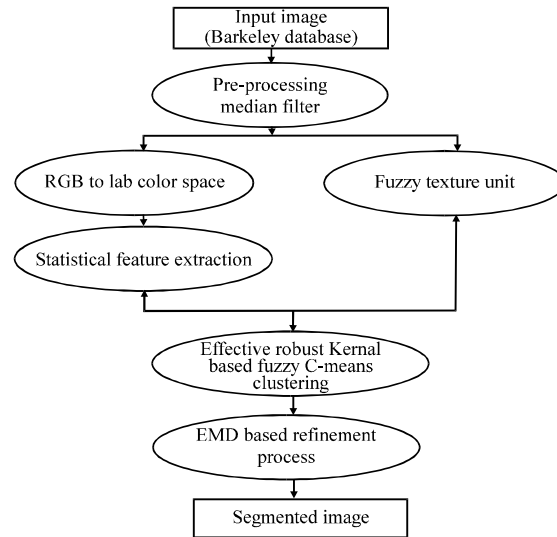 Input image
(Barkeley database)
Pre-processing
median filter
RGB to lab color space
Fuzzy texture unit
Statistical feature extraction
Effective robust Kernal
based fuzzy C-means
clustering
EMD based refinement
process
Segmented image